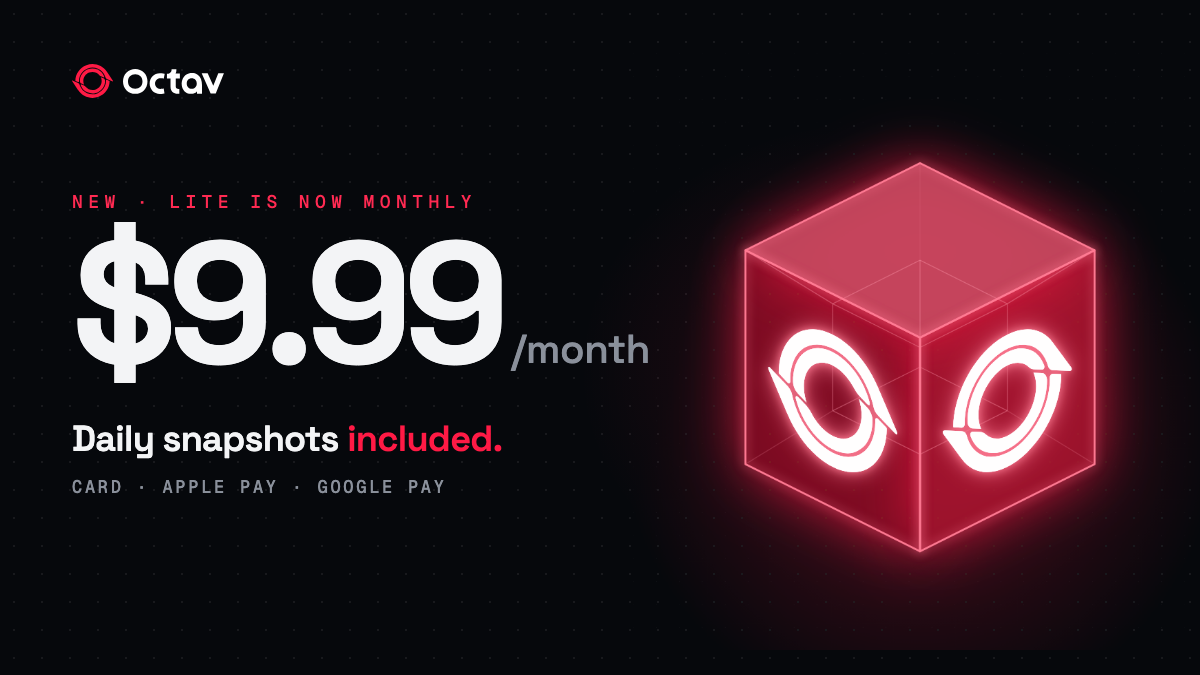 Octav
NEW · LITE IS NOW MONTHLY
$9.99/month
Daily snapshots included.
CARD · APPLE PAY · GOOGLE PAY